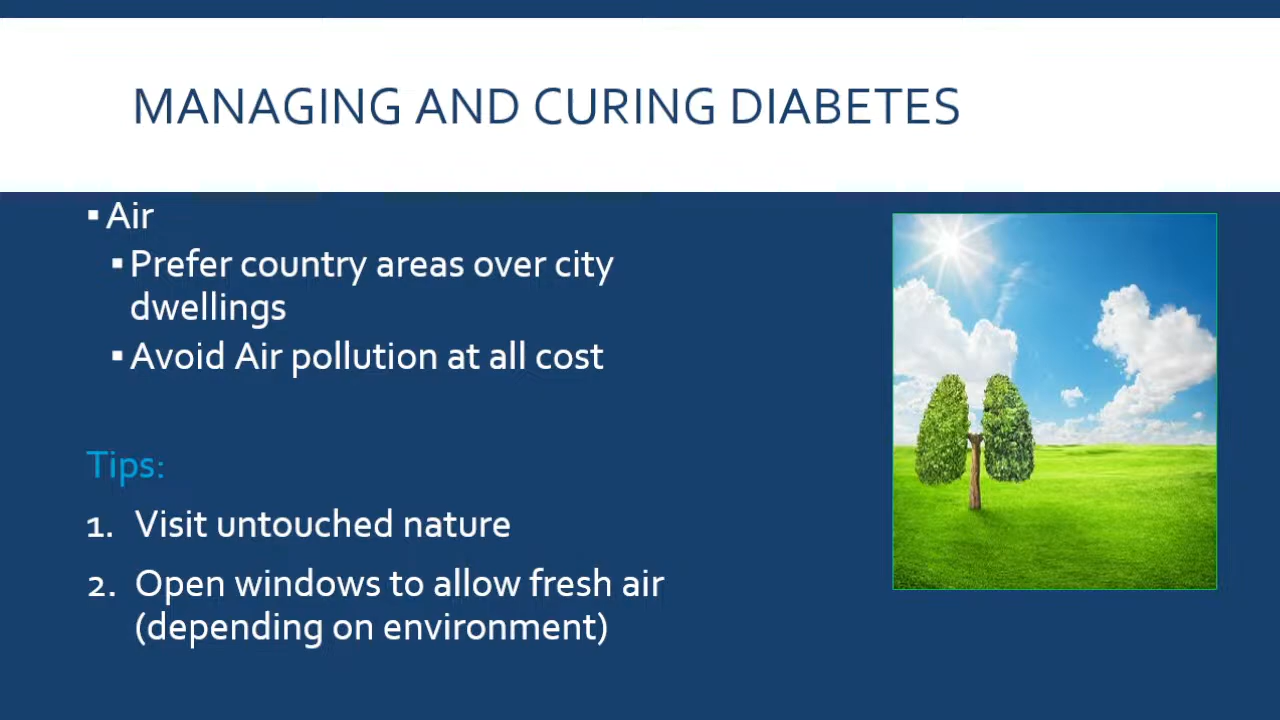 MANAGING AND CURING DIABETES
▪ Air
▪ Prefer country areas over city
dwellings
▪ Avoid Air pollution at all cost
Tips:
1. Visit untouched nature
2. Open windows to allow fresh air
(depending on environment)